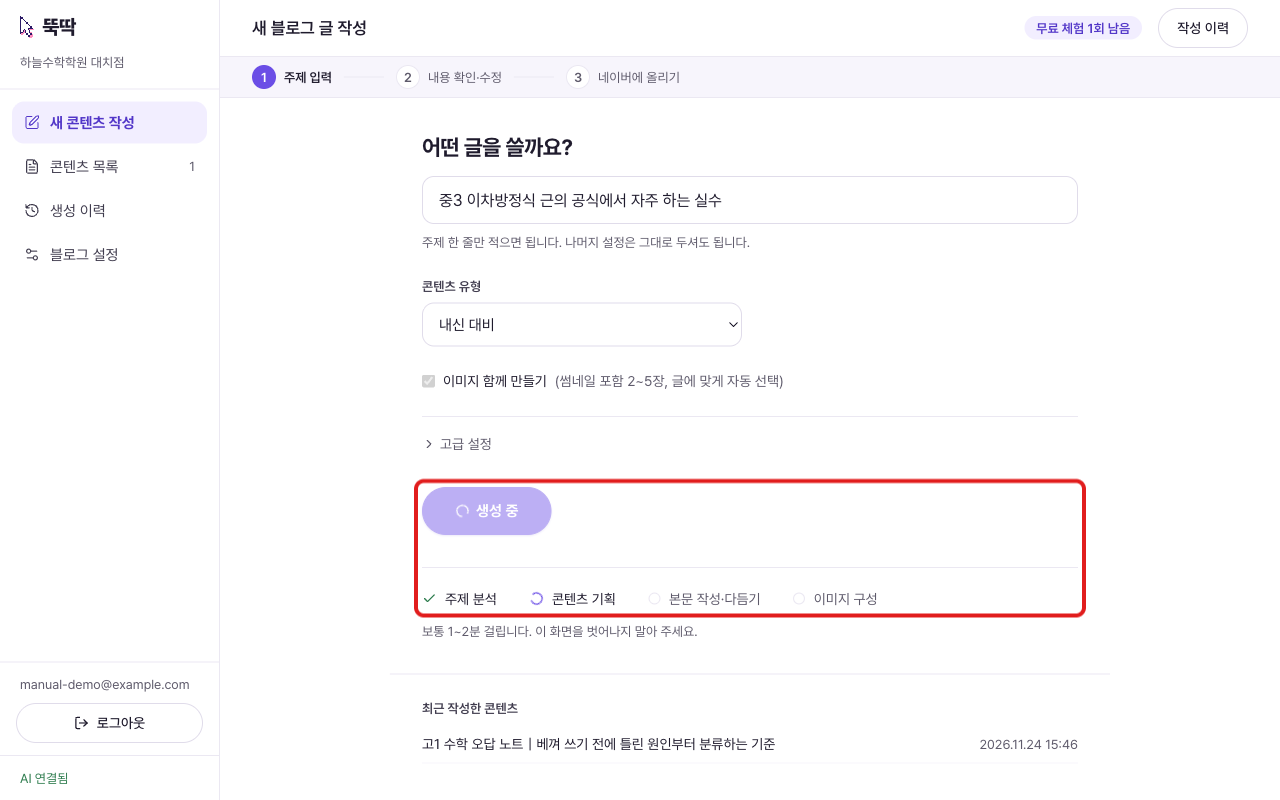 뚝딱
하늘수학학원 대치점
새 콘텐츠 작성
콘텐츠 목록 1
생성 이력
블로그 설정
manual-demo@example.com
로그아웃
AI 연결됨
새 블로그 글 작성
무료 체험 1회 남음
작성 이력
1 주제 입력
2 내용 확인·수정
3 네이버에 올리기
어떤 글을 쓸까요?
중3 이차방정식 근의 공식에서 자주 하는 실수
주제 한 줄만 적으면 됩니다. 나머지 설정은 그대로 두셔도 됩니다.
콘텐츠 유형
내신 대비
이미지 함께 만들기 (썸네일 포함 2~5장, 글에 맞게 자동 선택)
고급 설정
생성 중
주제 분석 콘텐츠 기획 본문 작성·다듬기 이미지 구성
보통 1~2분 걸립니다. 이 화면을 벗어나지 말아 주세요.
최근 작성한 콘텐츠
고1 수학 오답 노트 | 베껴 쓰기 전에 틀린 원인부터 분류하는 기준 2026.11.24 15:46